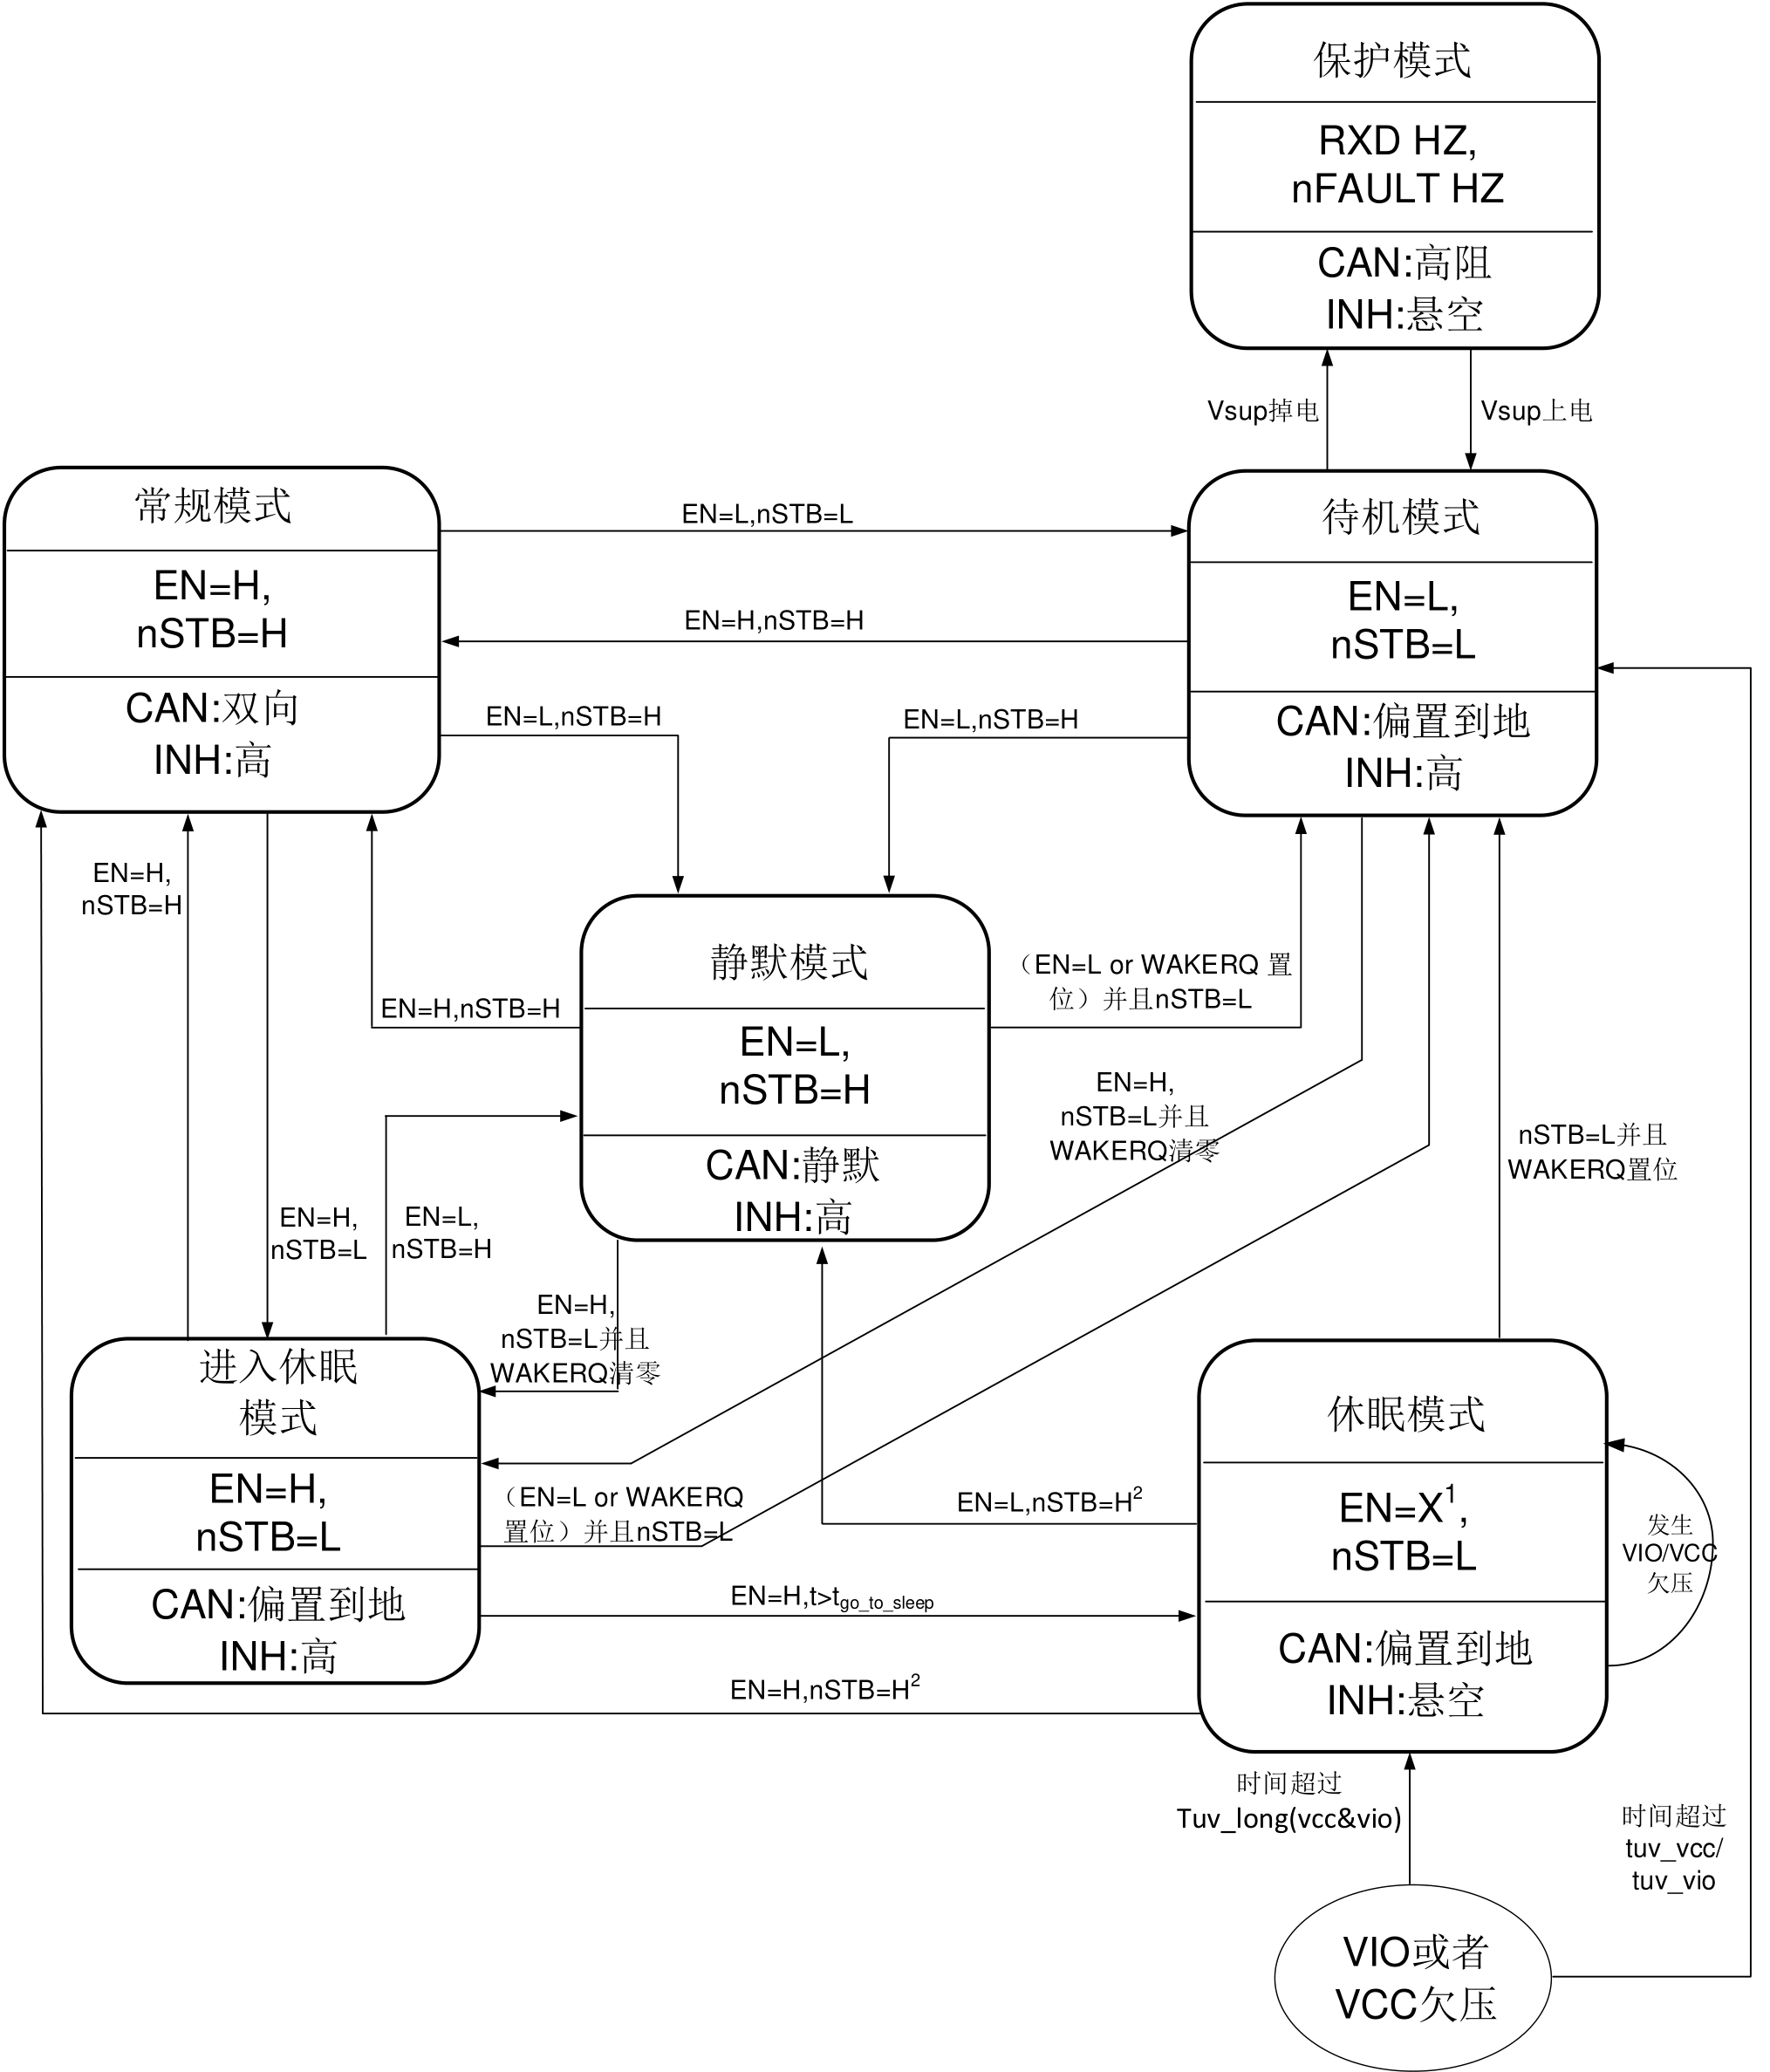 保护模式
RXD HZ,
nFAULT HZ
CAN:高阻
INH:悬空
Vsup掉电
Vsup上电
常规模式
EN=H,
nSTB=H
CAN:双向
INH:高
EN=L,nSTB=L
EN=H,nSTB=H
待机模式
EN=L,
nSTB=L
CAN:偏置到地
INH:高
EN=L,nSTB=H
EN=L,nSTB=H
EN=H,
nSTB=H
静默模式
EN=L,
nSTB=H
CAN:静默
INH:高
EN=H,nSTB=H
（EN=L or WAKERQ 置
位）并且nSTB=L
EN=H,
nSTB=L并且
WAKERQ清零
nSTB=L并且
WAKERQ置位
EN=H,
nSTB=L
EN=L,
nSTB=H
EN=H,
nSTB=L并且
WAKERQ清零
进入休眠
模式
EN=H,
nSTB=L
CAN:偏置到地
INH:高
（EN=L or WAKERQ
置位）并且nSTB=L
EN=L,nSTB=H²
EN=H,t>tgo_to_sleep
EN=H,nSTB=H²
休眠模式
EN=X¹,
nSTB=L
CAN:偏置到地
INH:悬空
发生
VIO/VCC
欠压
时间超过
Tuv_long(vcc&vio)
时间超过
tuv_vcc/
tuv_vio
VIO或者
VCC欠压